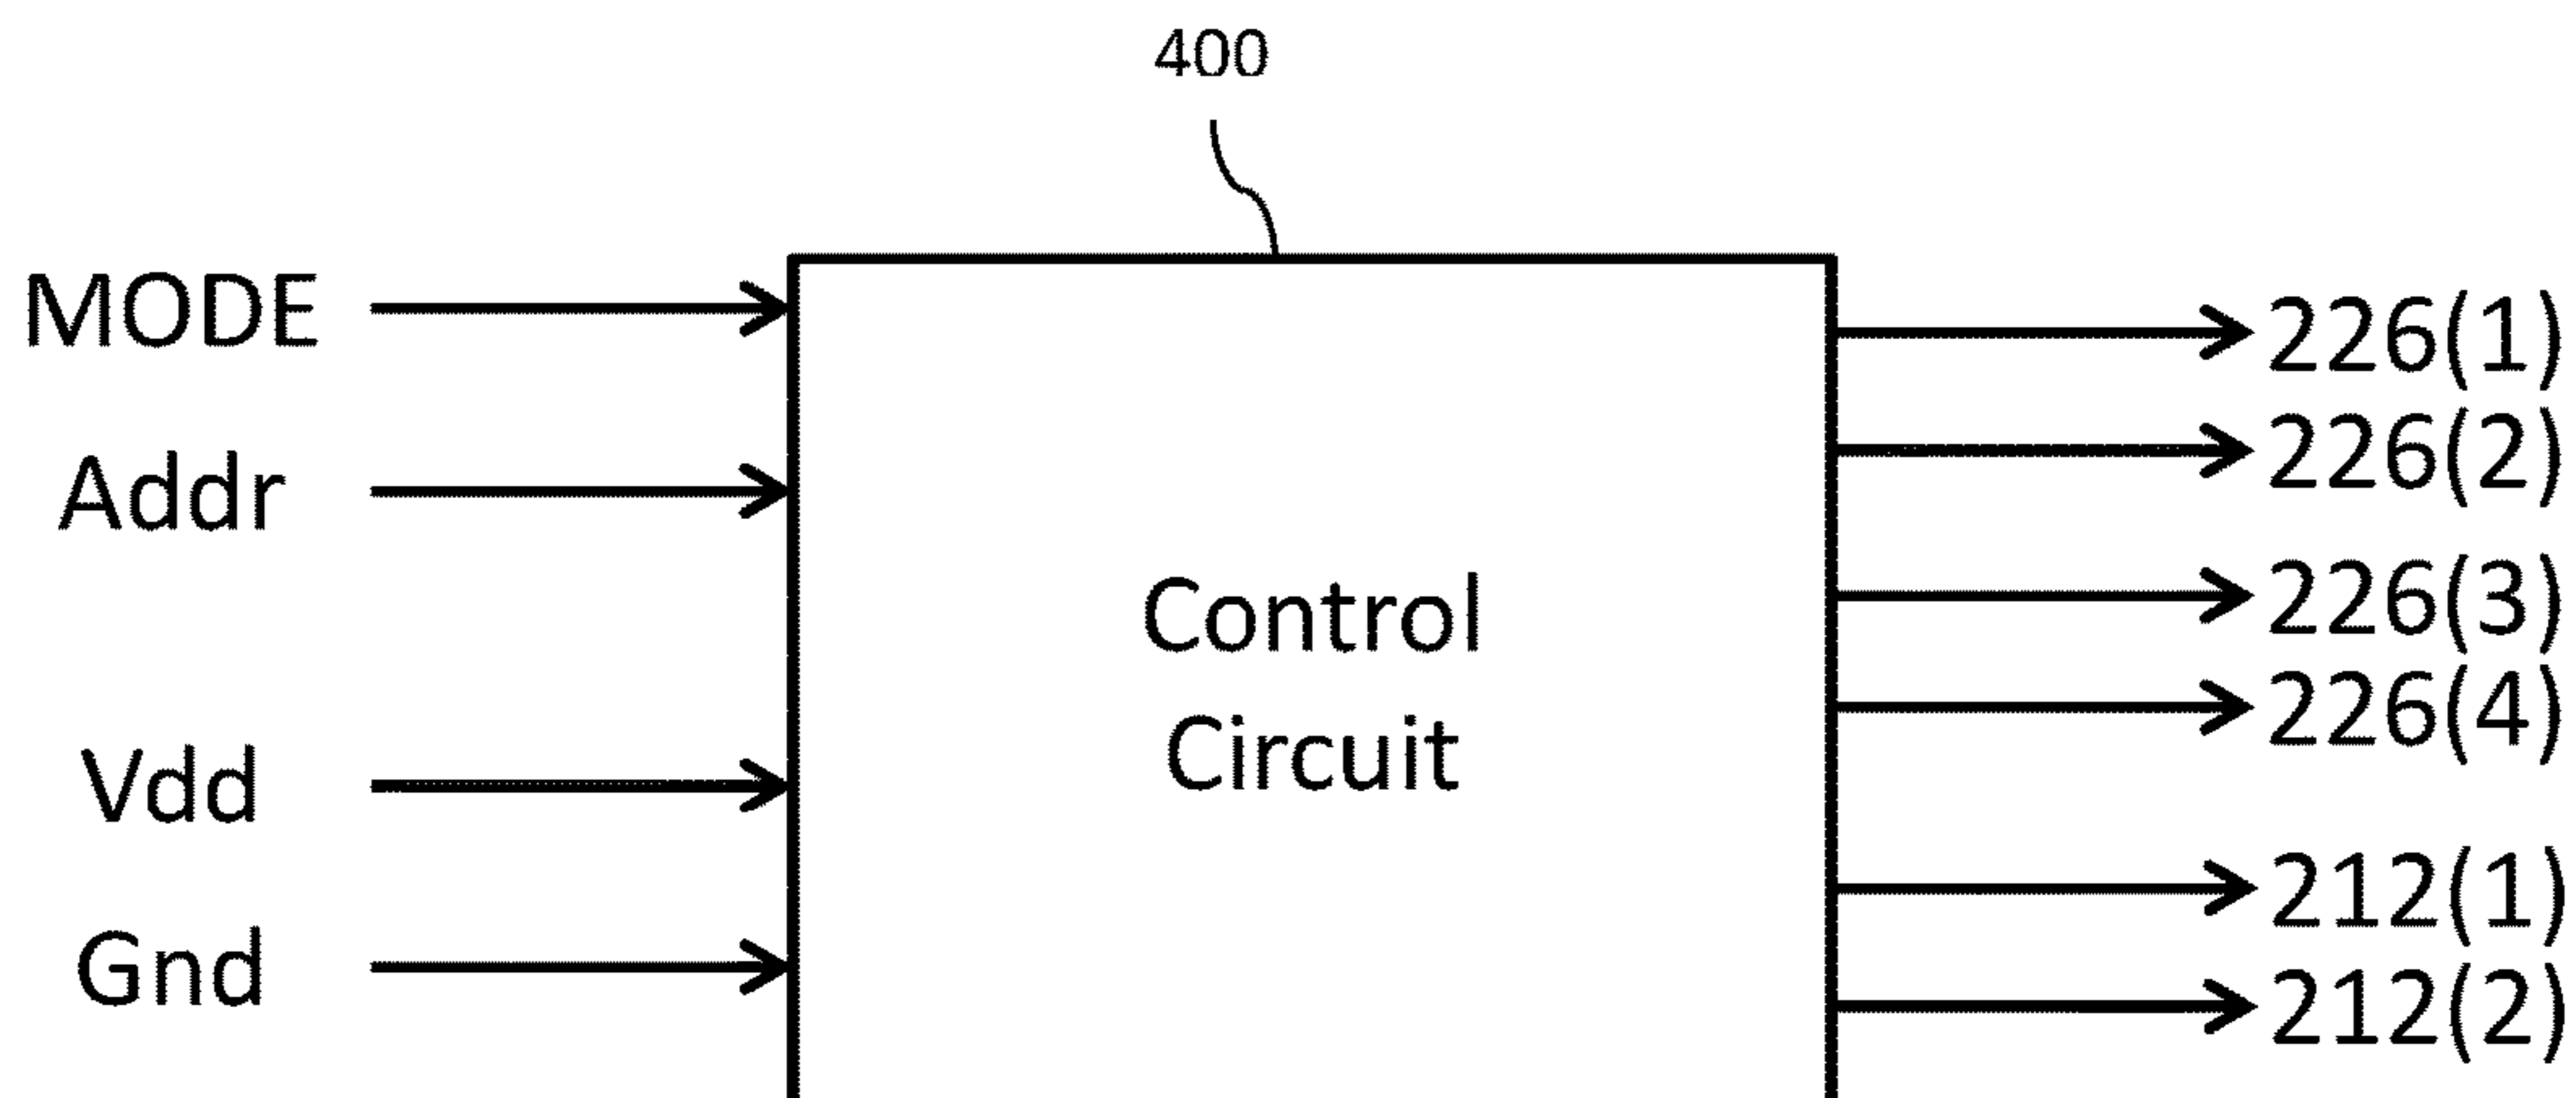 400
MODE
Addr
Vdd
Gnd
Control
Circuit
226(1)
226(2)
226(3)
226(4)
212(1)
212(2)